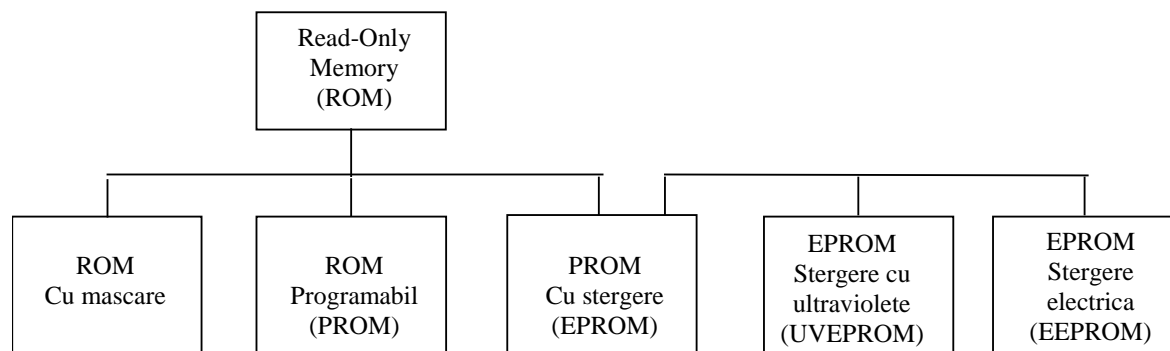 Read-Only
Memory
(ROM)
ROM
Cu mascare
ROM
Programabil
(PROM)
PROM
Cu stergere
(EPROM)
EPROM
Stergere cu
ultraviolete
(UVEPROM)
EPROM
Stergere
electrica
(EEPROM)